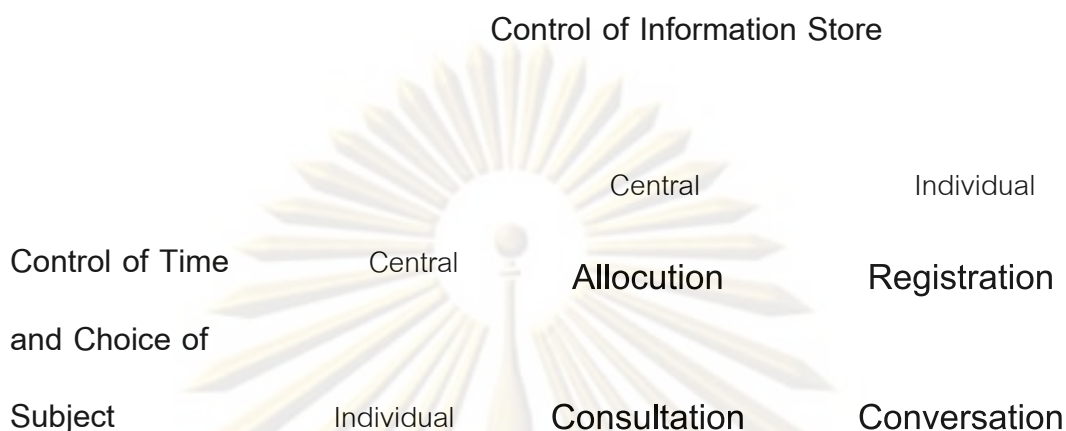 Control of Information Store
Central Individual
Control of Time Central Allocution Registration
and Choice of
Subject Individual Consultation Conversation